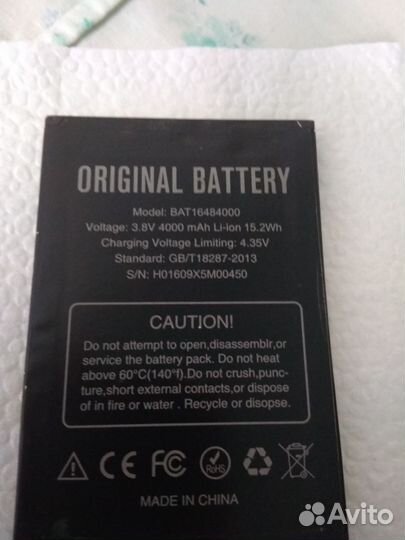 ORIGINAL BATTERY
Model: BAT16484000
Voltage: 3.8V 4000 mAh Li-ion 15.2Wh
Charging Voltage Limiting: 4.35V
Standard: GB/T18287-2013
S/N: H01609X5M00450
CAUTION!
Do not attempt to open,disassemblr,or
service the battery pack. Do not heat
above 60°C(140°f).Do not crush,punc-
ture,short external contacts,or dispose
of in fire or water . Recycle or disopse.
CE FC RoHS
MADE IN CHINA
Avito